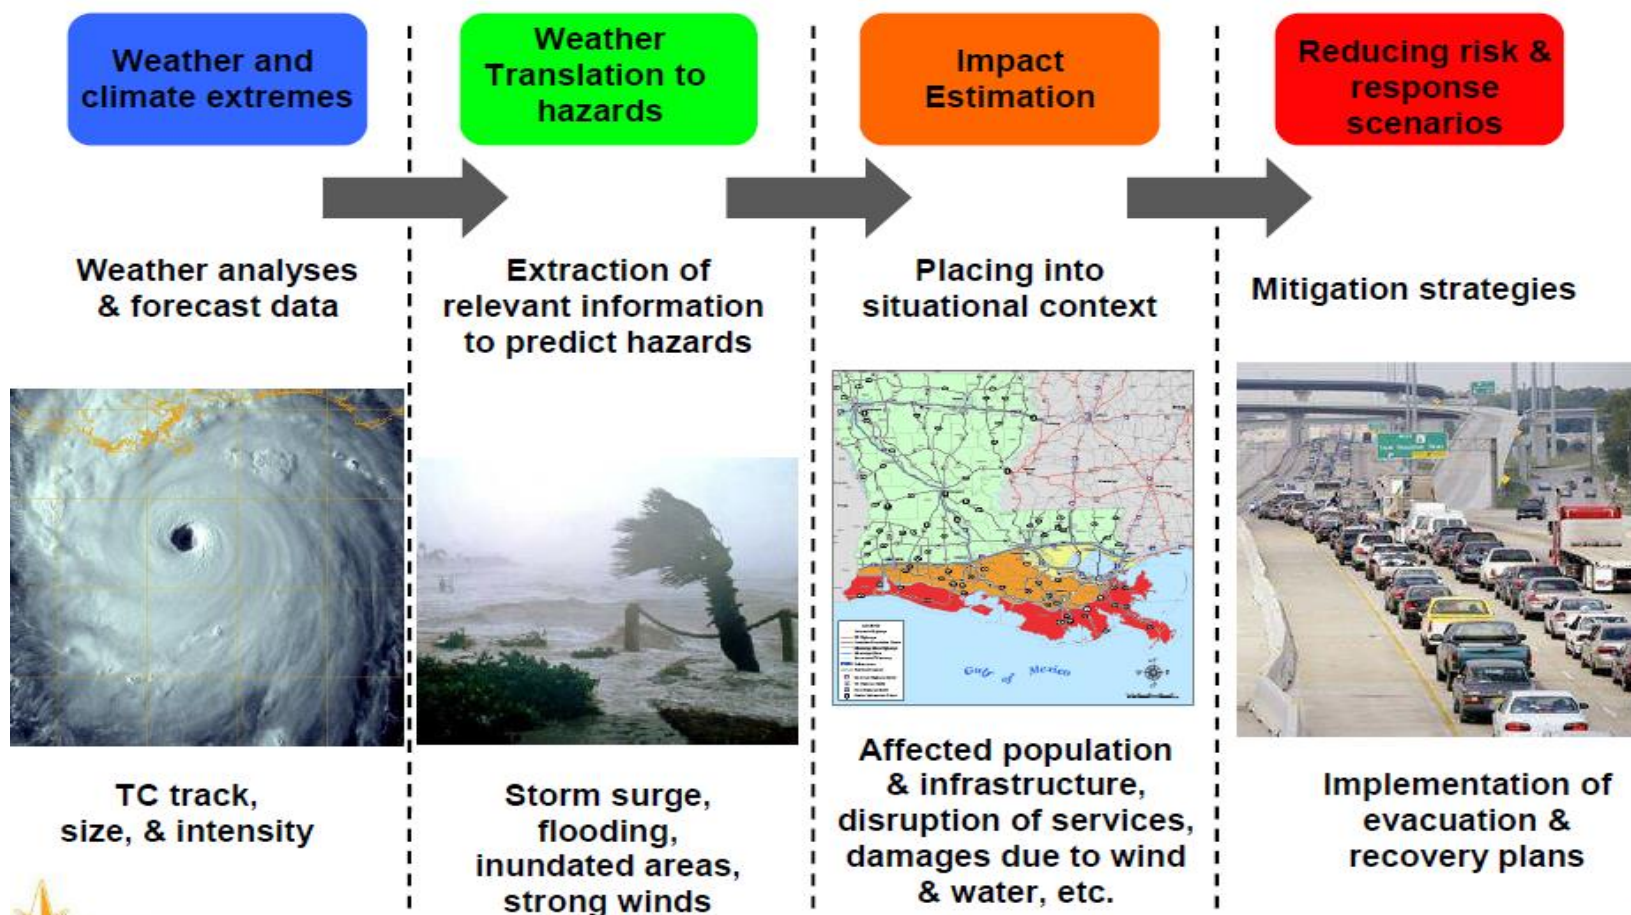 Weather and
climate extremes
Weather analyses
& forecast data
TC track,
size, & intensity
Weather
Translation to
hazards
Extraction of
relevant information
to predict hazards
Storm surge,
flooding,
inundated areas,
strong winds
Impact
Estimation
Placing into
situational context
Gulf of Mexico
Affected population
& infrastructure,
disruption of services,
damages due to wind
& water, etc.
Reducing risk &
response
scenarios
Mitigation strategies
Implementation of
evacuation &
recovery plans